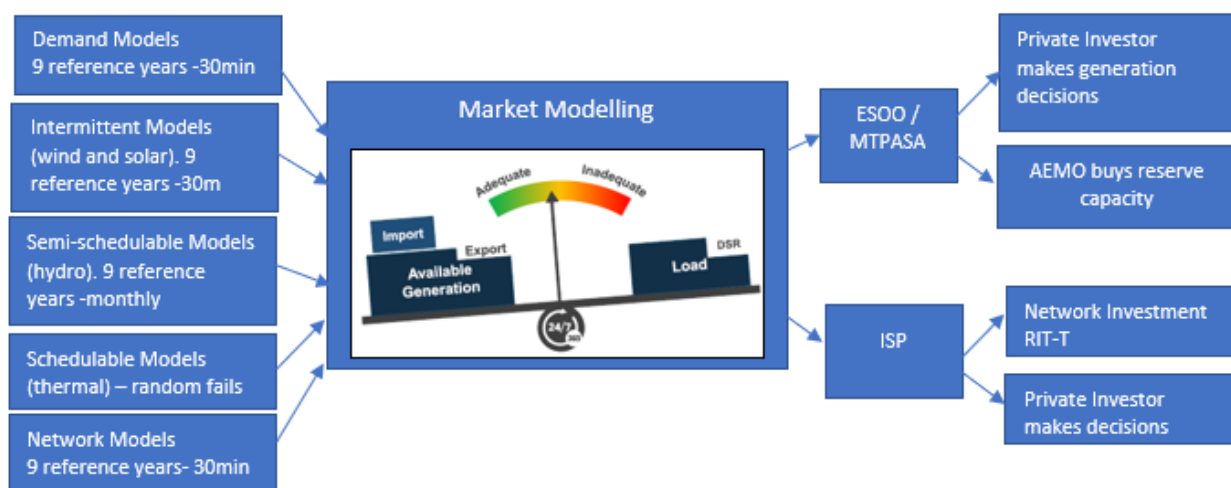 Demand Models
9 reference years -30min
Intermittent Models
(wind and solar). 9
reference years -30m
Semi-schedulable Models
(hydro). 9 reference
years -monthly
Schedulable Models
(thermal) – random fails
Network Models
9 reference years- 30min
Market Modelling
Adequate
Inadequate
Import
Export
Available
Generation
DSR
Load
24/7
365
ESOO /
MTPASA
ISP
Private Investor
makes generation
decisions
AEMO buys reserve
capacity
Network Investment
RIT-T
Private Investor
makes decisions